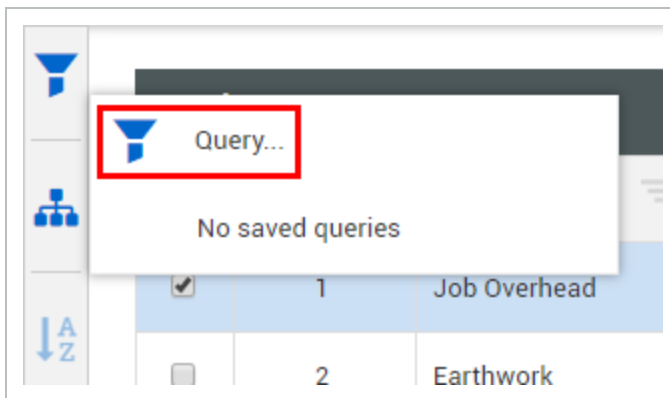 Query...
No saved queries
1 Job Overhead
A
Z
2 Earthwork